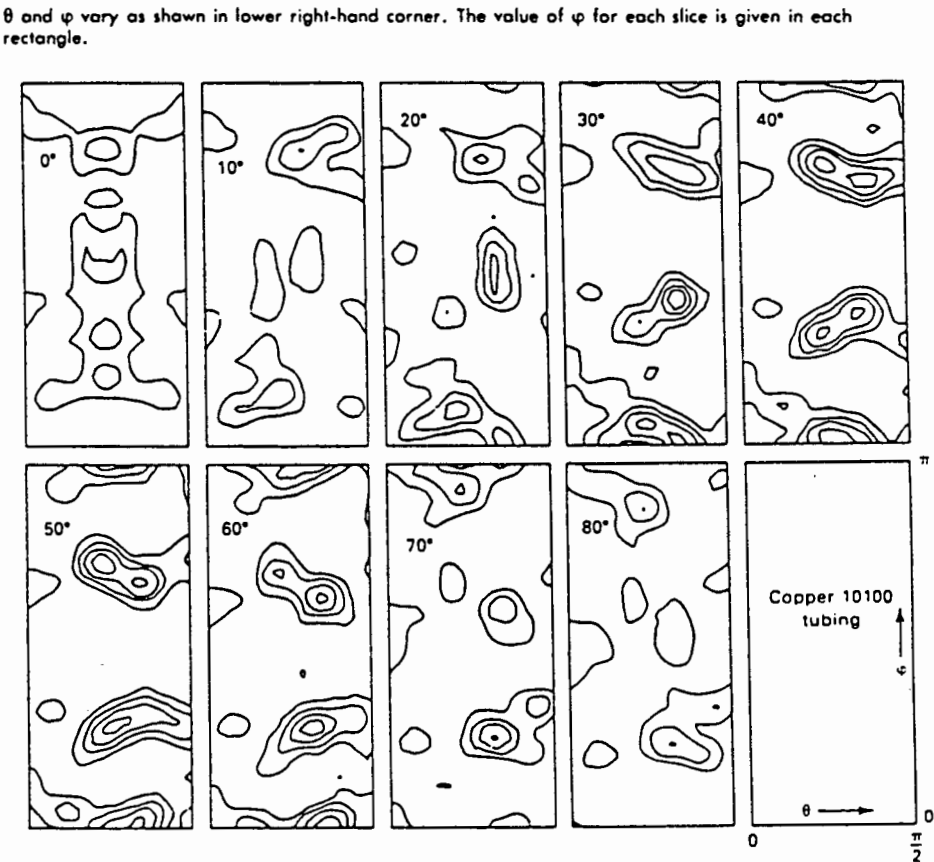 θ and φ vary as shown in lower right-hand corner. The value of φ for each slice is given in each
rectangle.
0°
10°
20°
30°
40°
50°
60°
70°
80°
π
Copper 10100
tubing
φ
θ
0
0
π/2